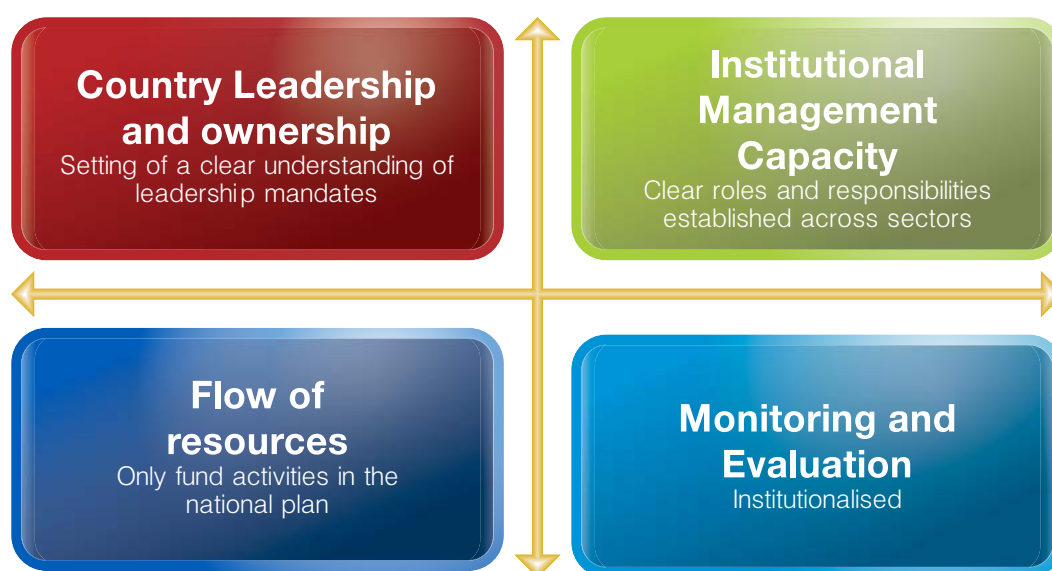 Country Leadership
and ownership
Setting of a clear understanding of
leadership mandates
Institutional
Management
Capacity
Clear roles and responsibilities
established across sectors
Flow of
resources
Only fund activities in the
national plan
Monitoring and
Evaluation
Institutionalised